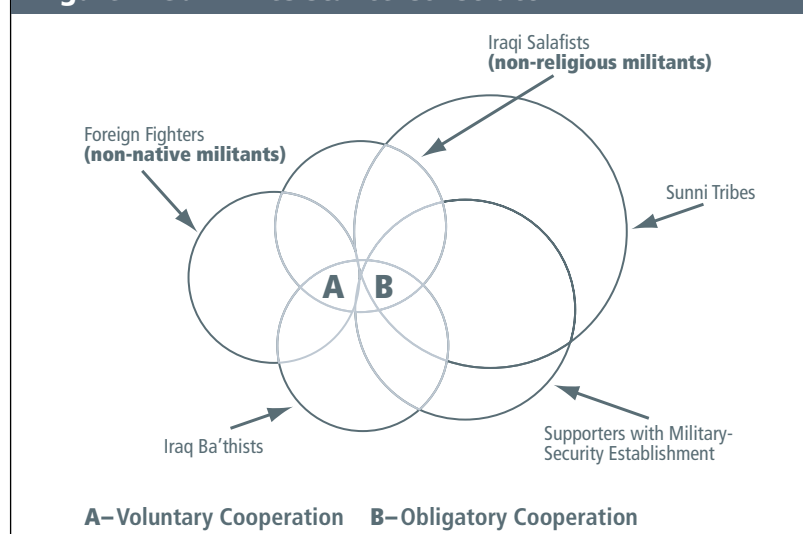 Iraqi Salafists
(non-religious militants)
Foreign Fighters
(non-native militants)
Sunni Tribes
A B
Iraq Ba'thists
Supporters with Military-
Security Establishment
A–Voluntary Cooperation B–Obligatory Cooperation